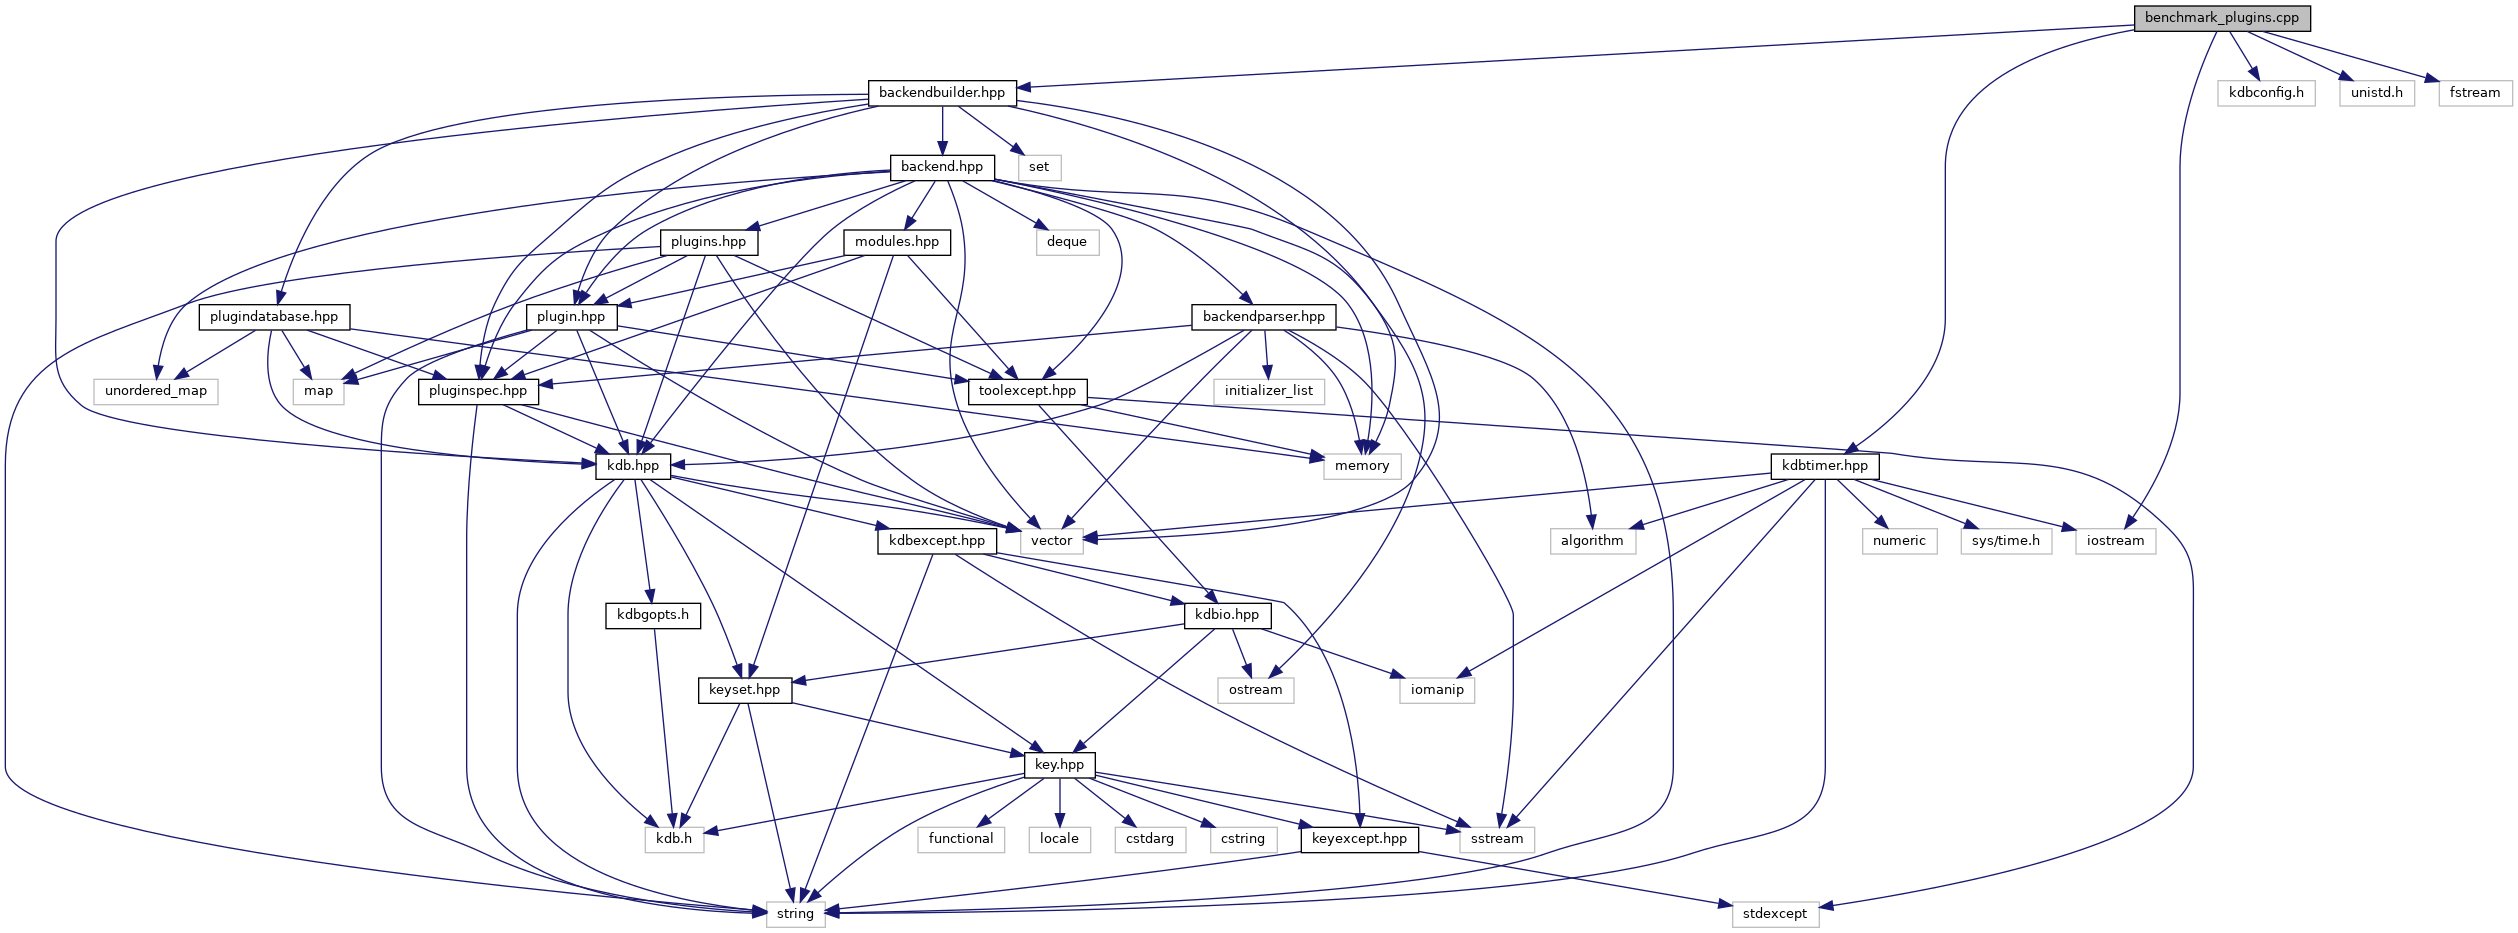 benchmark_plugins.cpp
backendbuilder.hpp
kdbconfig.h
unistd.h
fstream
backend.hpp
set
plugins.hpp
modules.hpp
deque
plugindatabase.hpp
plugin.hpp
backendparser.hpp
unordered_map
map
pluginspec.hpp
toolexcept.hpp
initializer_list
kdb.hpp
memory
kdbtimer.hpp
kdbexcept.hpp
vector
algorithm
numeric
sys/time.h
iostream
kdbgopts.h
kdbio.hpp
keyset.hpp
ostream
iomanip
key.hpp
kdb.h
functional
locale
cstdarg
cstring
keyexcept.hpp
sstream
string
stdexcept